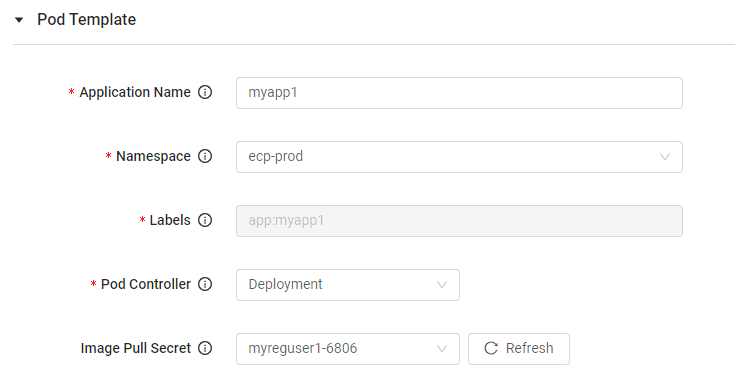 Pod Template
* Application Name myapp1
* Namespace ecp-prod
* Labels app:myapp1
* Pod Controller Deployment
Image Pull Secret myreguser1-6806 Refresh